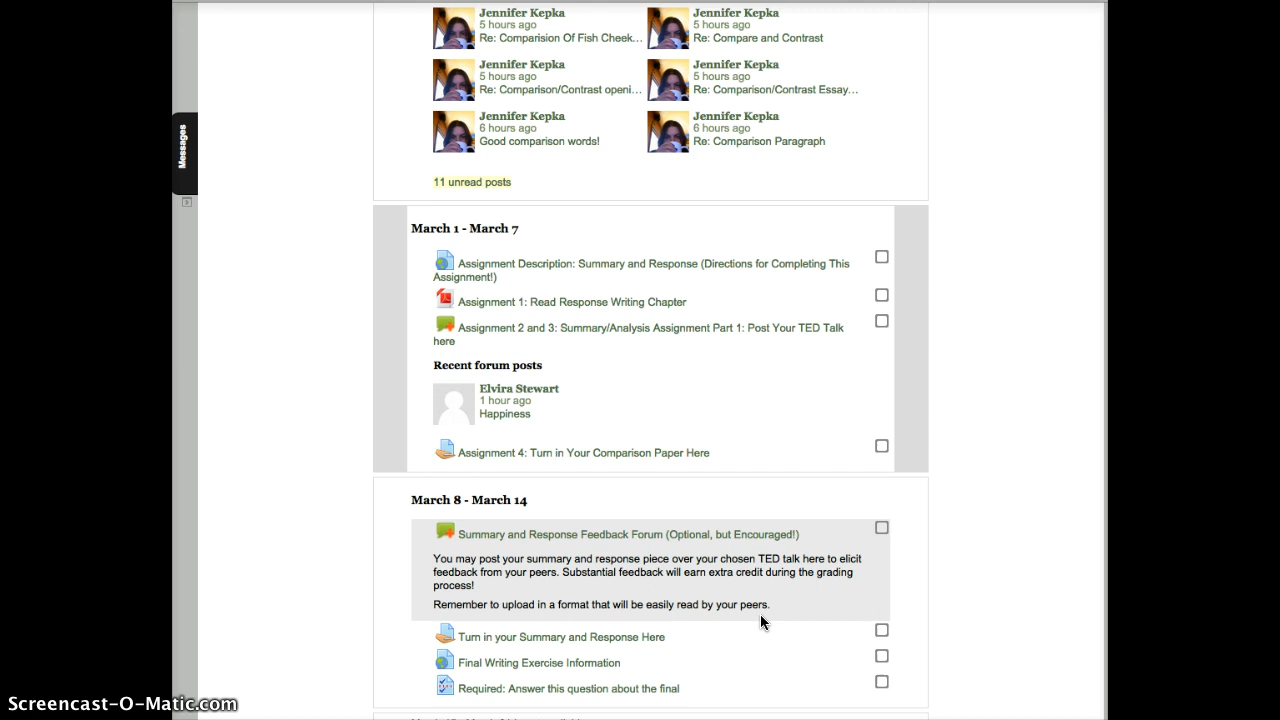 Jennifer Kepka
5 hours ago
Re: Comparision Of Fish Cheek...
Jennifer Kepka
5 hours ago
Re: Compare and Contrast
Jennifer Kepka
5 hours ago
Re: Comparison/Contrast openi...
Jennifer Kepka
5 hours ago
Re: Comparison/Contrast Essay...
Jennifer Kepka
6 hours ago
Good comparison words!
Jennifer Kepka
6 hours ago
Re: Comparison Paragraph
11 unread posts
Messages
March 1 - March 7
Assignment Description: Summary and Response (Directions for Completing This
Assignment!)
Assignment 1: Read Response Writing Chapter
Assignment 2 and 3: Summary/Analysis Assignment Part 1: Post Your TED Talk
here
Recent forum posts
Elvira Stewart
1 hour ago
Happiness
Assignment 4: Turn in Your Comparison Paper Here
March 8 - March 14
Summary and Response Feedback Forum (Optional, but Encouraged!)
You may post your summary and response piece over your chosen TED talk here to elicit
feedback from your peers. Substantial feedback will earn extra credit during the grading
process!
Remember to upload in a format that will be easily read by your peers.
Turn in your Summary and Response Here
Final Writing Exercise Information
Required: Answer this question about the final
Screencast-O-Matic.com